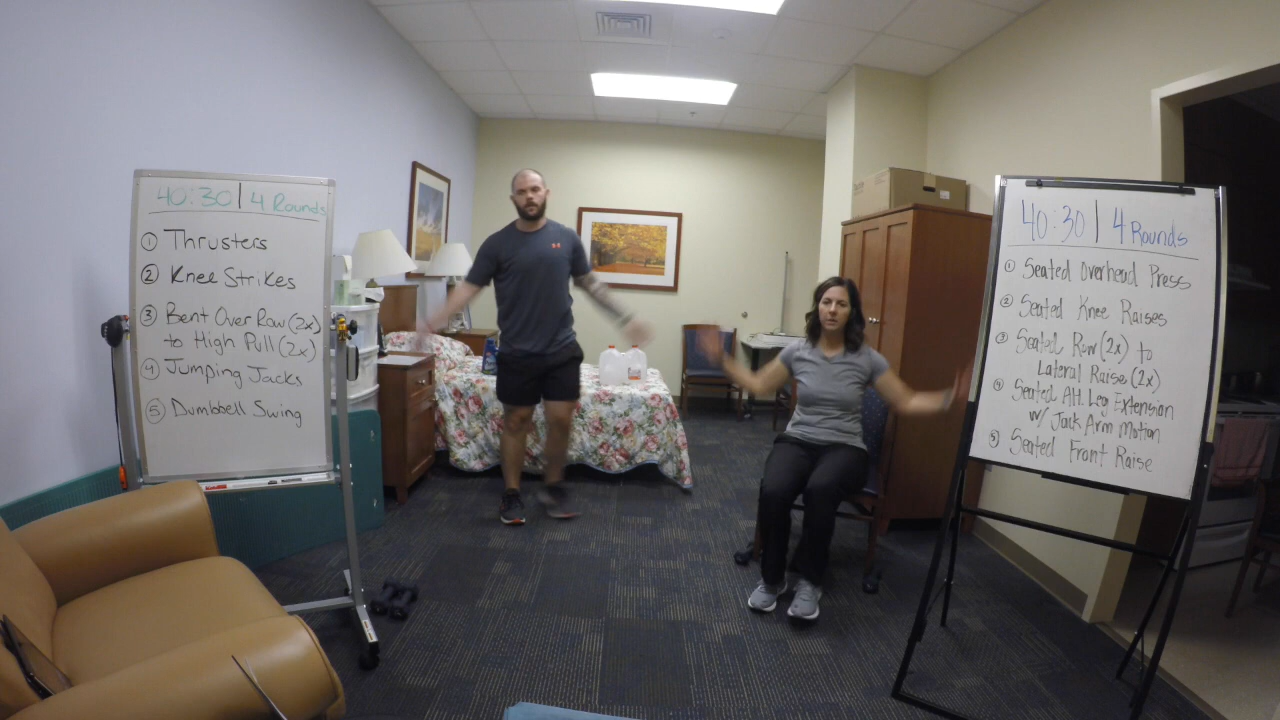 40:30 | 4 Rounds
① Thrusters
② Knee Strikes
③ Bent Over Row (2x)
to High Pull (2x)
④ Jumping Jacks
⑤ Dumbbell Swing
40:30 | 4 Rounds
① Seated Overhead Press
② Seated Knee Raises
③ Seated Row (2x) to
Lateral Raise (2x)
④ Seated Alt. Leg Extension
w/ Jack Arm Motion
⑤ Seated Front Raise